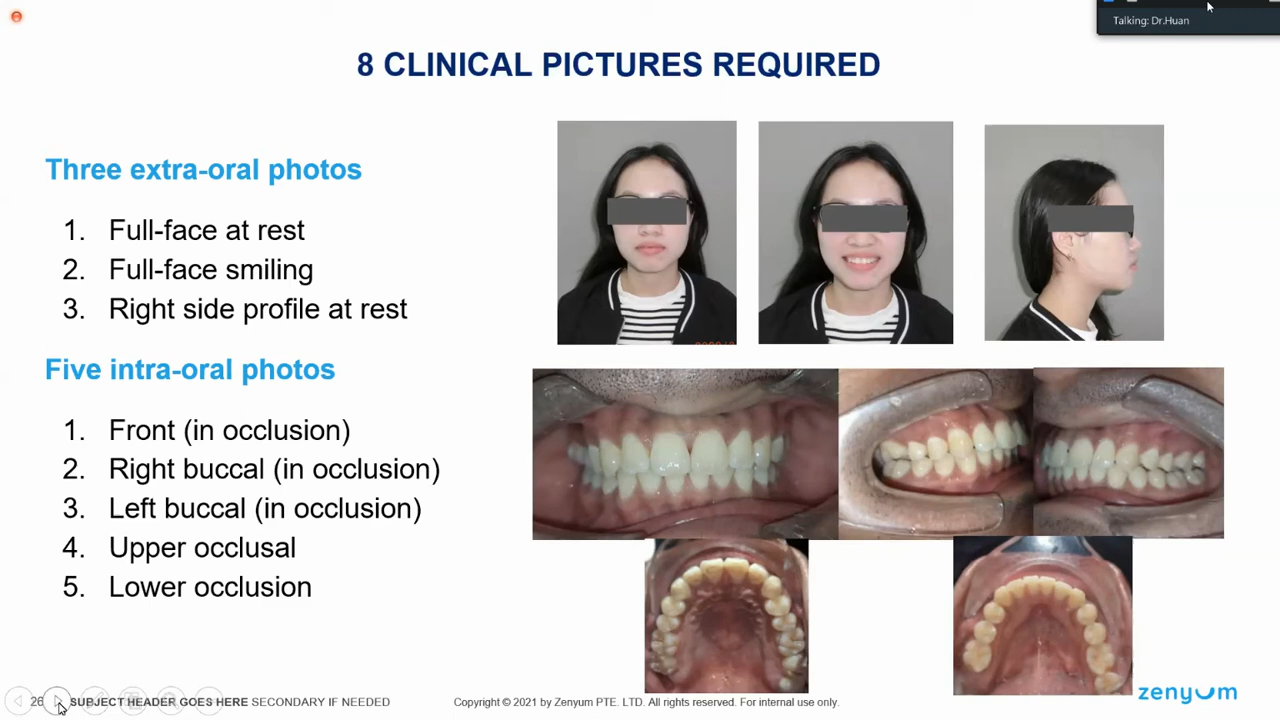 Talking: Dr.Huan
8 CLINICAL PICTURES REQUIRED
Three extra-oral photos
1. Full-face at rest
2. Full-face smiling
3. Right side profile at rest
Five intra-oral photos
1. Front (in occlusion)
2. Right buccal (in occlusion)
3. Left buccal (in occlusion)
4. Upper occlusal
5. Lower occlusion
26
SUBJECT HEADER GOES HERE SECONDARY IF NEEDED
Copyright © 2021 by Zenyum PTE. LTD. All rights reserved. For internal use only.
zenyum